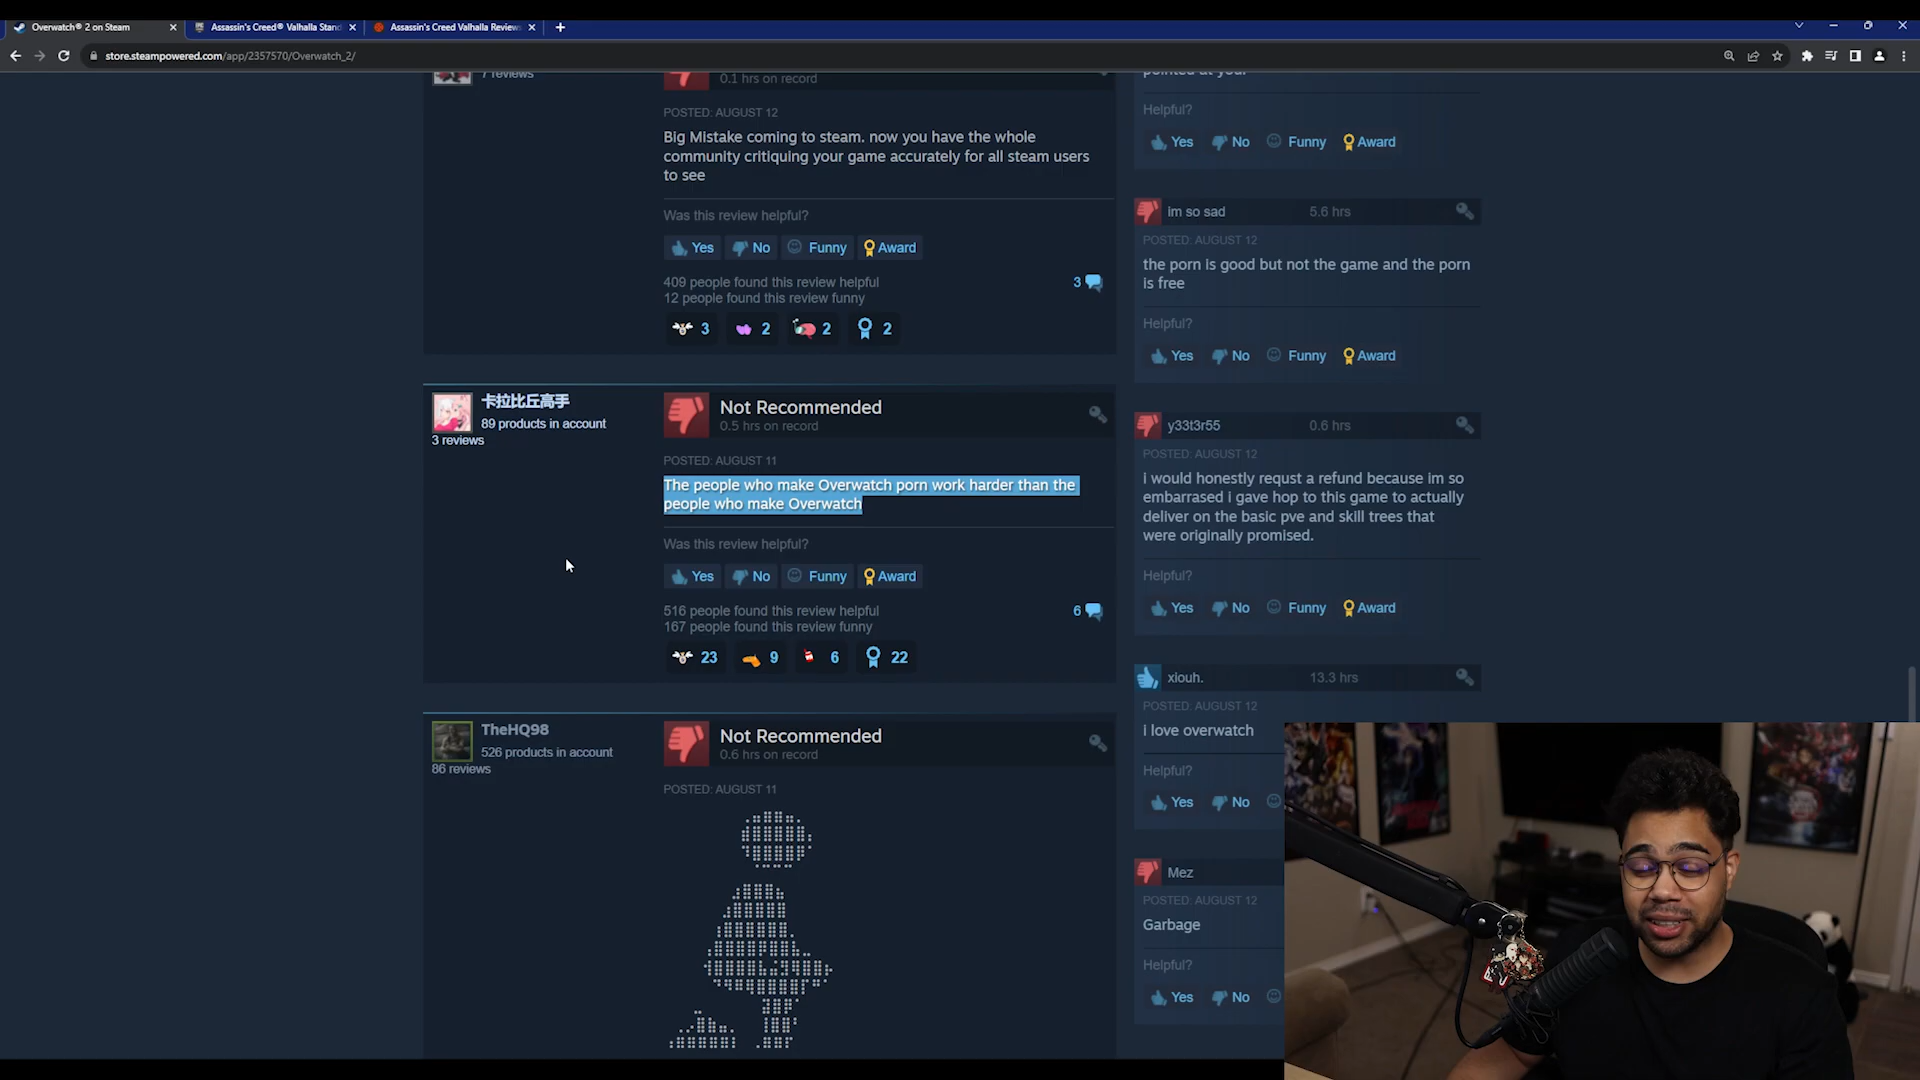 Overwatch® 2 on Steam
Assassin's Creed® Valhalla Stand
Assassin's Creed Valhalla Review
store.steampowered.com/app/2357570/Overwatch_2/
7 reviews
0.1 hrs on record
POSTED: AUGUST 12
Big Mistake coming to steam. now you have the whole
community critiquing your game accurately for all steam users
to see
Was this review helpful?
Yes No Funny Award
409 people found this review helpful
12 people found this review funny
3
3 2 2 2
卡拉比丘高手
89 products in account
3 reviews
Not Recommended
0.5 hrs on record
POSTED: AUGUST 11
The people who make Overwatch porn work harder than the
people who make Overwatch
Was this review helpful?
Yes No Funny Award
516 people found this review helpful
167 people found this review funny
6
23 9 6 22
TheHQ98
526 products in account
86 reviews
Not Recommended
0.6 hrs on record
POSTED: AUGUST 11
Helpful?
Yes No Funny Award
im so sad 5.6 hrs
POSTED: AUGUST 12
the porn is good but not the game and the porn
is free
Helpful?
Yes No Funny Award
y33t3r55 0.6 hrs
POSTED: AUGUST 12
i would honestly requst a refund because im so
embarrased i gave hop to this game to actually
deliver on the basic pve and skill trees that
were originally promised.
Helpful?
Yes No Funny Award
xiouh. 13.3 hrs
POSTED: AUGUST 12
i love overwatch
Helpful?
Yes No
Mez
POSTED: AUGUST 12
Garbage
Helpful?
Yes No